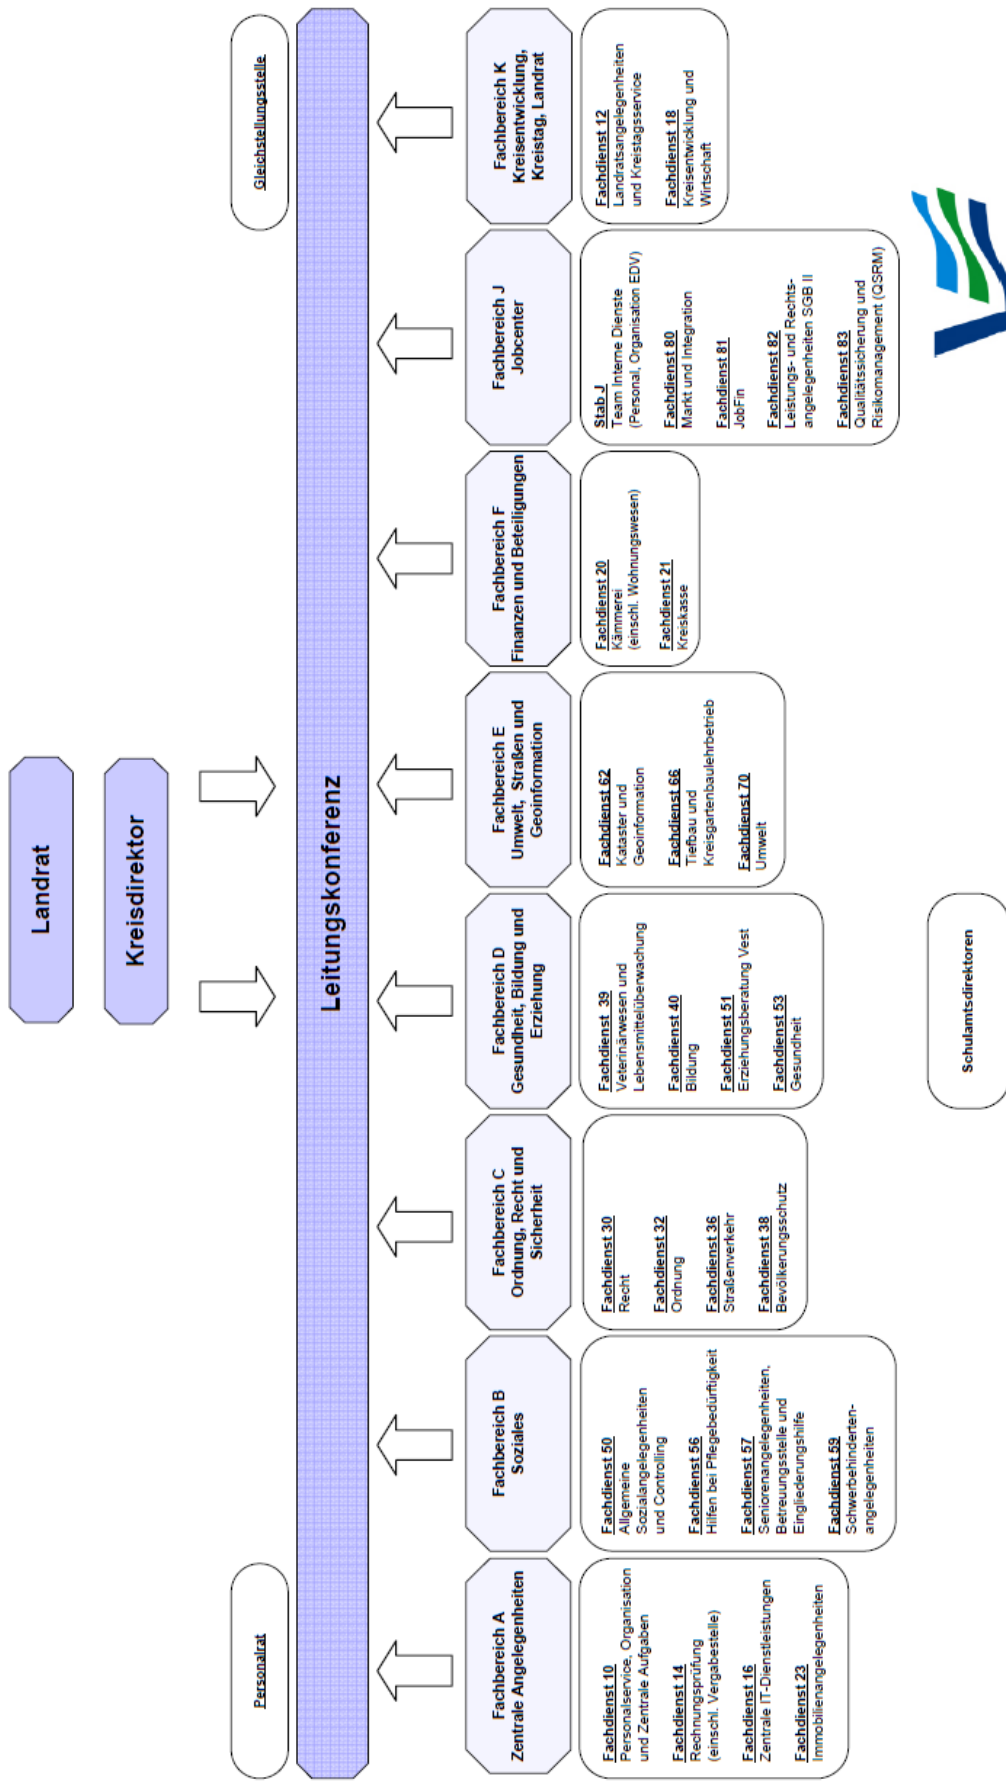 Landrat
Kreisdirektor
Personalrat
Gleichstellungsstelle
Leitungskonferenz
Fachbereich A
Zentrale Angelegenheiten
Fachdienst 10
Personalservice, Organisation
und Zentrale Aufgaben
Fachdienst 14
Rechnungsprüfung
(einschl. Vergabestelle)
Fachdienst 16
Zentrale IT-Dienstleistungen
Fachdienst 23
Immobilienangelegenheiten
Fachbereich B
Soziales
Fachdienst 50
Allgemeine
Sozialangelegenheiten
und Controlling
Fachdienst 56
Hilfen bei Pflegebedürftigkeit
Fachdienst 57
Seniorenangelegenheiten,
Betreuungsstelle und
Eingliederungshilfe
Fachdienst 59
Schwerbehinderten-
angelegenheiten
Fachbereich C
Ordnung, Recht und
Sicherheit
Fachdienst 30
Recht
Fachdienst 32
Ordnung
Fachdienst 36
Straßenverkehr
Fachdienst 38
Bevölkerungsschutz
Fachbereich D
Gesundheit, Bildung und
Erziehung
Fachdienst 39
Veterinärwesen und
Lebensmittelüberwachung
Fachdienst 40
Bildung
Fachdienst 51
Erziehungsberatung Vest
Fachdienst 53
Gesundheit
Fachbereich E
Umwelt, Straßen und
Geoinformation
Fachdienst 62
Kataster und
Geoinformation
Fachdienst 66
Tiefbau und
Kreisgartenbaulehrbetrieb
Fachdienst 70
Umwelt
Fachbereich F
Finanzen und Beteiligungen
Fachdienst 20
Kämmerei
(einschl. Wohnungswesen)
Fachdienst 21
Kreiskasse
Fachbereich J
Jobcenter
Stab J
Team Interne Dienste
(Personal, Organisation EDV)
Fachdienst 80
Markt und Integration
Fachdienst 81
JobFin
Fachdienst 82
Leistungs- und Rechts-
angelegenheiten SGB II
Fachdienst 83
Qualitätssicherung und
Risikomanagement (QSRM)
Fachbereich K
Kreisentwicklung,
Kreistag, Landrat
Fachdienst 12
Landratsangelegenheiten
und Kreistagsservice
Fachdienst 18
Kreisentwicklung und
Wirtschaft
Schulamtsdirektoren